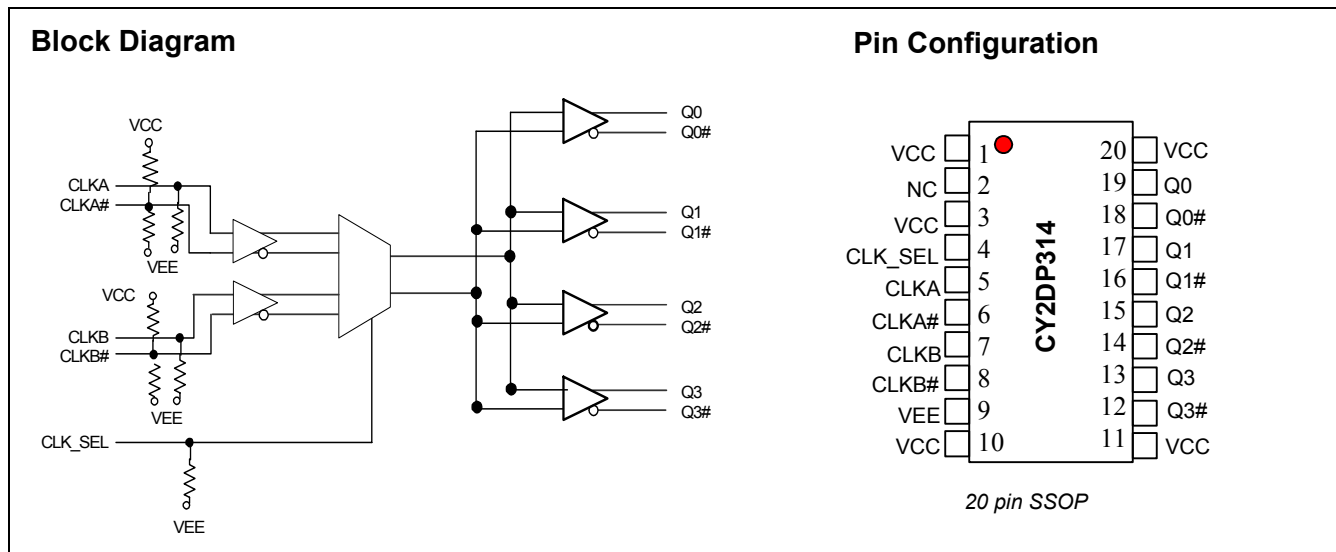 Block Diagram
VCC
CLKA
CLKA#
VEE
VCC
CLKB
CLKB#
VEE
CLK_SEL
VEE
Q0
Q0#
Q1
Q1#
Q2
Q2#
Q3
Q3#
Pin Configuration
VCC 1 20 VCC
NC 2 19 Q0
VCC 3 18 Q0#
CLK_SEL 4 17 Q1
CLKA 5 16 Q1#
CLKA# 6 15 Q2
CLKB 7 14 Q2#
CLKB# 8 13 Q3
VEE 9 12 Q3#
VCC 10 11 VCC
CY2DP314
20 pin SSOP